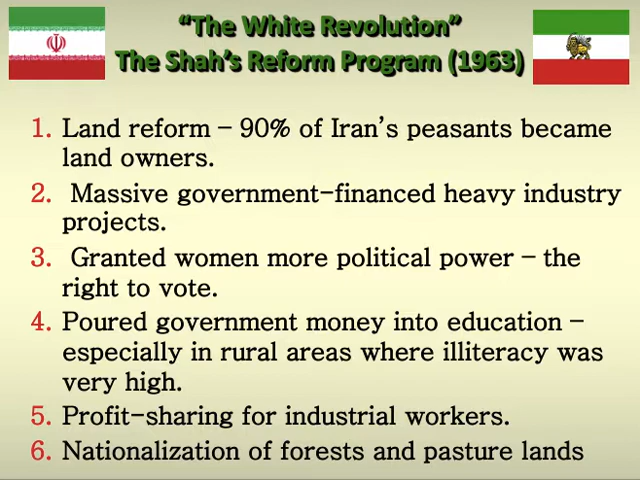 “The White Revolution”
The Shah’s Reform Program (1963)
1. Land reform – 90% of Iran’s peasants became
land owners.
2. Massive government-financed heavy industry
projects.
3. Granted women more political power – the
right to vote.
4. Poured government money into education –
especially in rural areas where illiteracy was
very high.
5. Profit-sharing for industrial workers.
6. Nationalization of forests and pasture lands